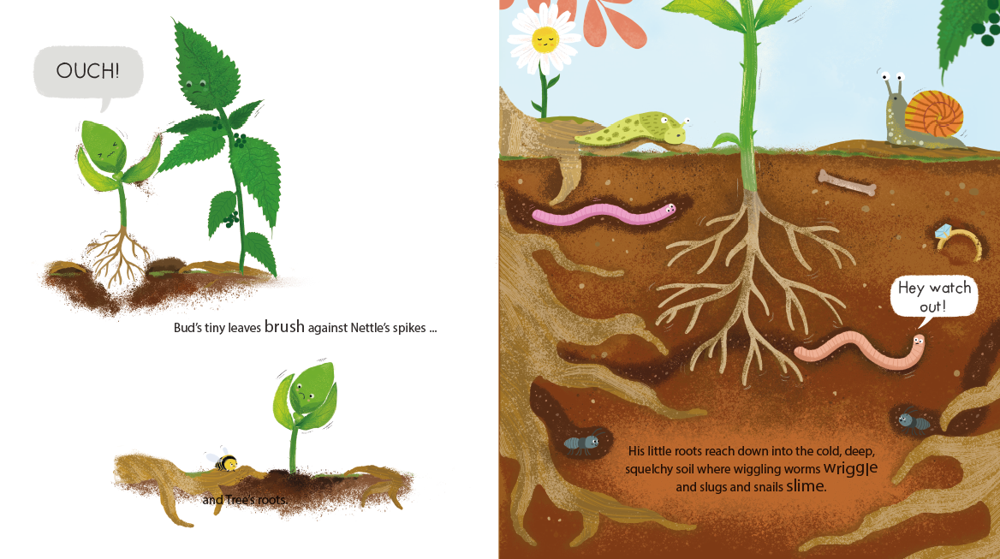 OUCH!
Bud's tiny leaves brush against Nettle's spikes ...
and Tree's roots.
Hey watch
out!
His little roots reach down into the cold, deep,
squelchy soil where wiggling worms wriggle
and slugs and snails slime.